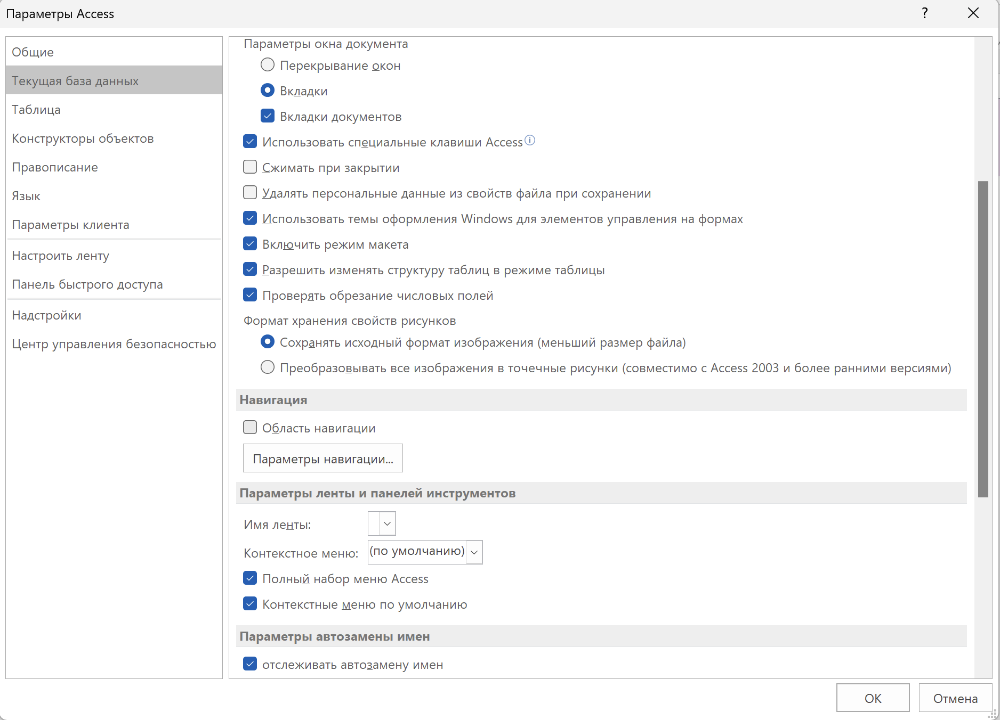 Параметры Access
?
Общие
Текущая база данных
Таблица
Конструкторы объектов
Правописание
Язык
Параметры клиента
Настроить ленту
Панель быстрого доступа
Надстройки
Центр управления безопасностью
Параметры окна документа
Перекрывание окон
Вкладки
Вкладки документов
Использовать специальные клавиши Access
Сжимать при закрытии
Удалять персональные данные из свойств файла при сохранении
Использовать темы оформления Windows для элементов управления на формах
Включить режим макета
Разрешить изменять структуру таблиц в режиме таблицы
Проверять обрезание числовых полей
Формат хранения свойств рисунков
Сохранять исходный формат изображения (меньший размер файла)
Преобразовывать все изображения в точечные рисунки (совместимо с Access 2003 и более ранними версиями)
Навигация
Область навигации
Параметры навигации...
Параметры ленты и панелей инструментов
Имя ленты:
Контекстное меню: (по умолчанию)
Полный набор меню Access
Контекстные меню по умолчанию
Параметры автозамены имен
отслеживать автозамену имен
ОК
Отмена